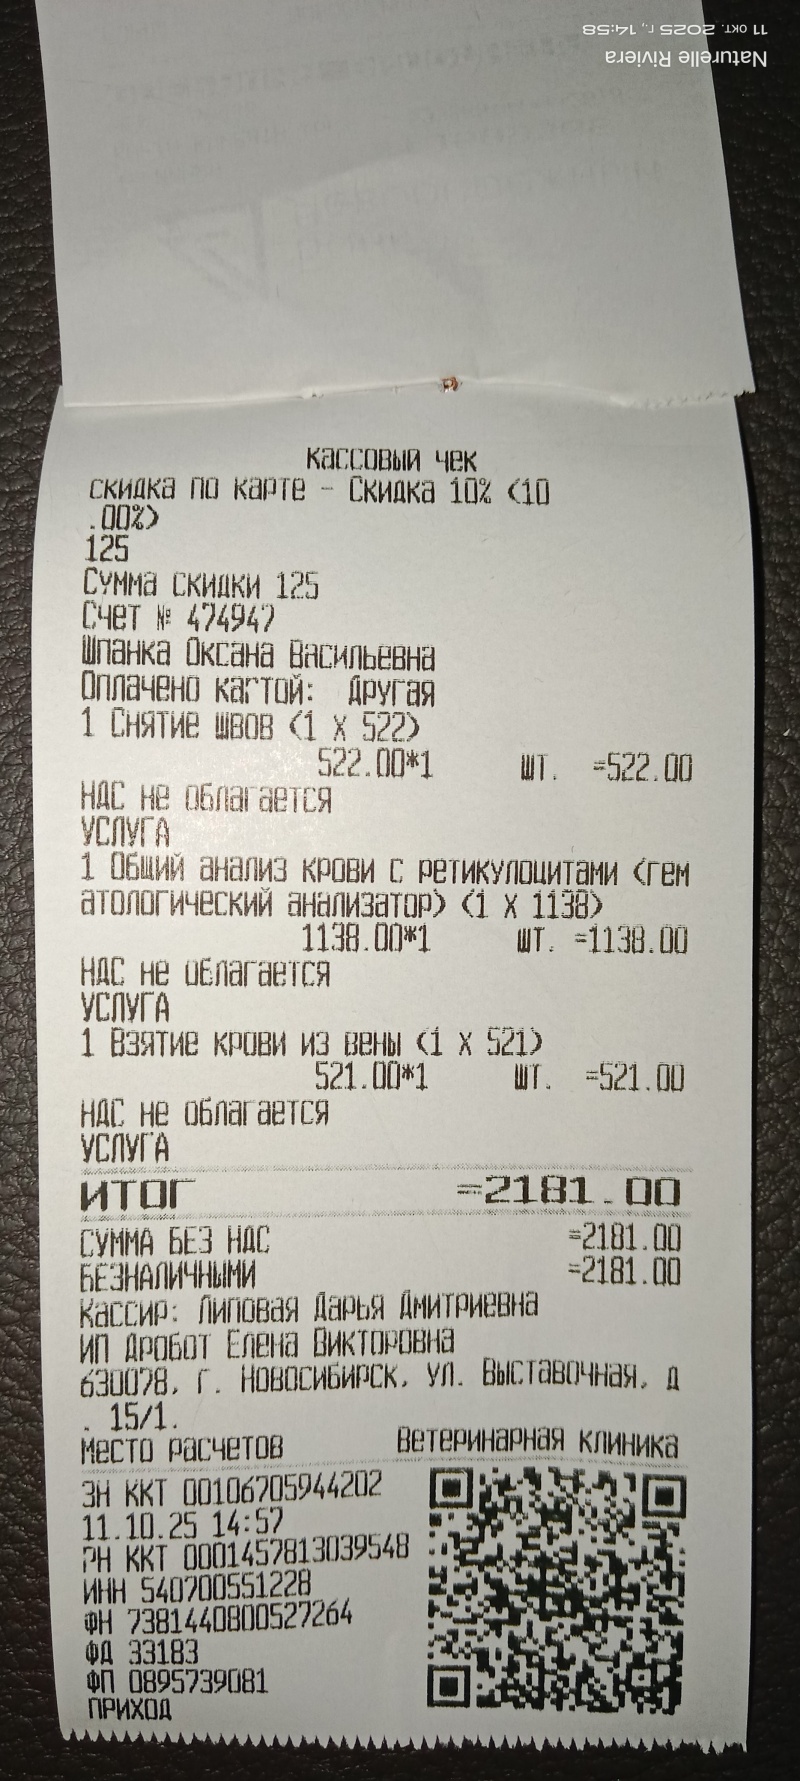 Naturelle Riviera
11 окт. 2025 г., 14:58
кассовый чек
скидка по карте - Скидка 10% (10
.00%)
125
Сумма скидки 125
Счет № 474947
Шпанка Оксана Васильевна
Оплачено картой: Другая
1 Снятие швов (1 X 522)
522.00*1 шт. =522.00
НДС не облагается
УСЛУГА
1 Общий анализ крови с ретикулоцитами (гем
атологический анализатор) (1 X 1138)
1138.00*1 шт. =1138.00
НДС не облагается
УСЛУГА
1 Взятие крови из вены (1 X 521)
521.00*1 шт. =521.00
НДС не облагается
УСЛУГА
ИТОГ =2181.00
СУММА БЕЗ НДС =2181.00
БЕЗНАЛИЧНЫМИ =2181.00
Кассир: Липовая Дарья Дмитриевна
ИП Дробот Елена Викторовна
630078, г. Новосибирск, ул. Выставочная, д
. 15/1.
Место расчетов Ветеринарная клиника
ЗН ККТ 00106705944202
11.10.25 14:57
РН ККТ 0001457813039548
ИНН 540700551228
ФН 7381440800527264
ФД 33183
ФП 0895739081
ПРИХОД